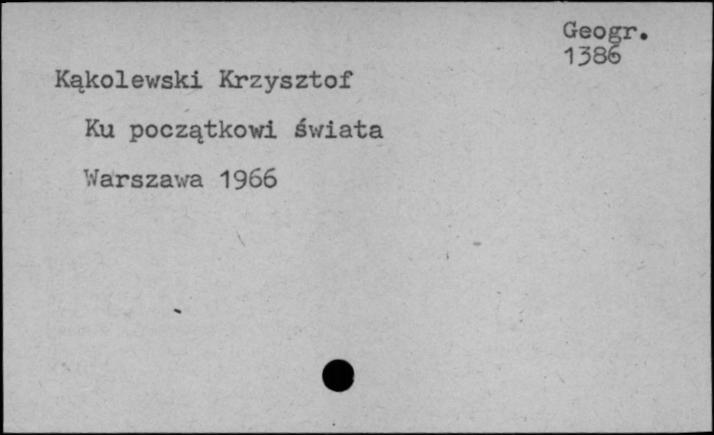 Geogr.
1386
Kąkolewski Krzysztof
Ku początkowi świata
Warszawa 1966